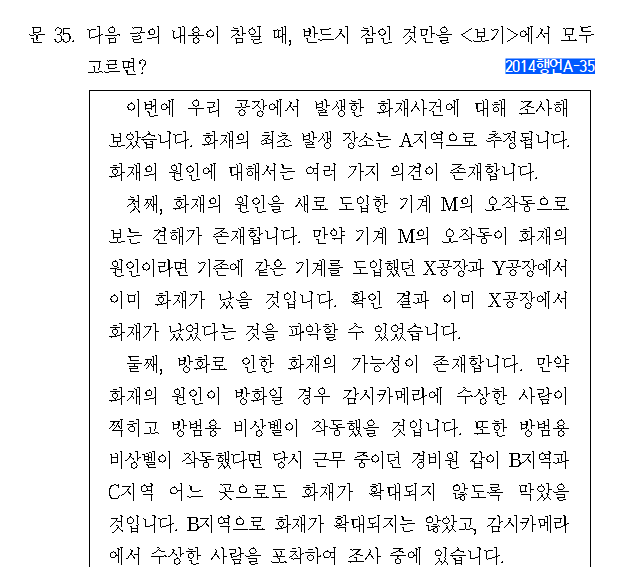 문 35. 다음 글의 내용이 참일 때, 반드시 참인 것만을 <보기>에서 모두
고르면?
2014행언A-35
이번에 우리 공장에서 발생한 화재사건에 대해 조사해
보았습니다. 화재의 최초 발생 장소는 A지역으로 추정됩니다.
화재의 원인에 대해서는 여러 가지 의견이 존재합니다.
첫째, 화재의 원인을 새로 도입한 기계 M의 오작동으로
보는 견해가 존재합니다. 만약 기계 M의 오작동이 화재의
원인이라면 기존에 같은 기계를 도입했던 X공장과 Y공장에서
이미 화재가 났을 것입니다. 확인 결과 이미 X공장에서
화재가 났었다는 것을 파악할 수 있었습니다.
둘째, 방화로 인한 화재의 가능성이 존재합니다. 만약
화재의 원인이 방화일 경우 감시카메라에 수상한 사람이
찍히고 방범용 비상벨이 작동했을 것입니다. 또한 방범용
비상벨이 작동했다면 당시 근무 중이던 경비원 갑이 B지역과
C지역 어느 곳으로도 화재가 확대되지 않도록 막았을
것입니다. B지역으로 화재가 확대되지는 않았고, 감시카메라
에서 수상한 사람을 포착하여 조사 중에 있습니다.